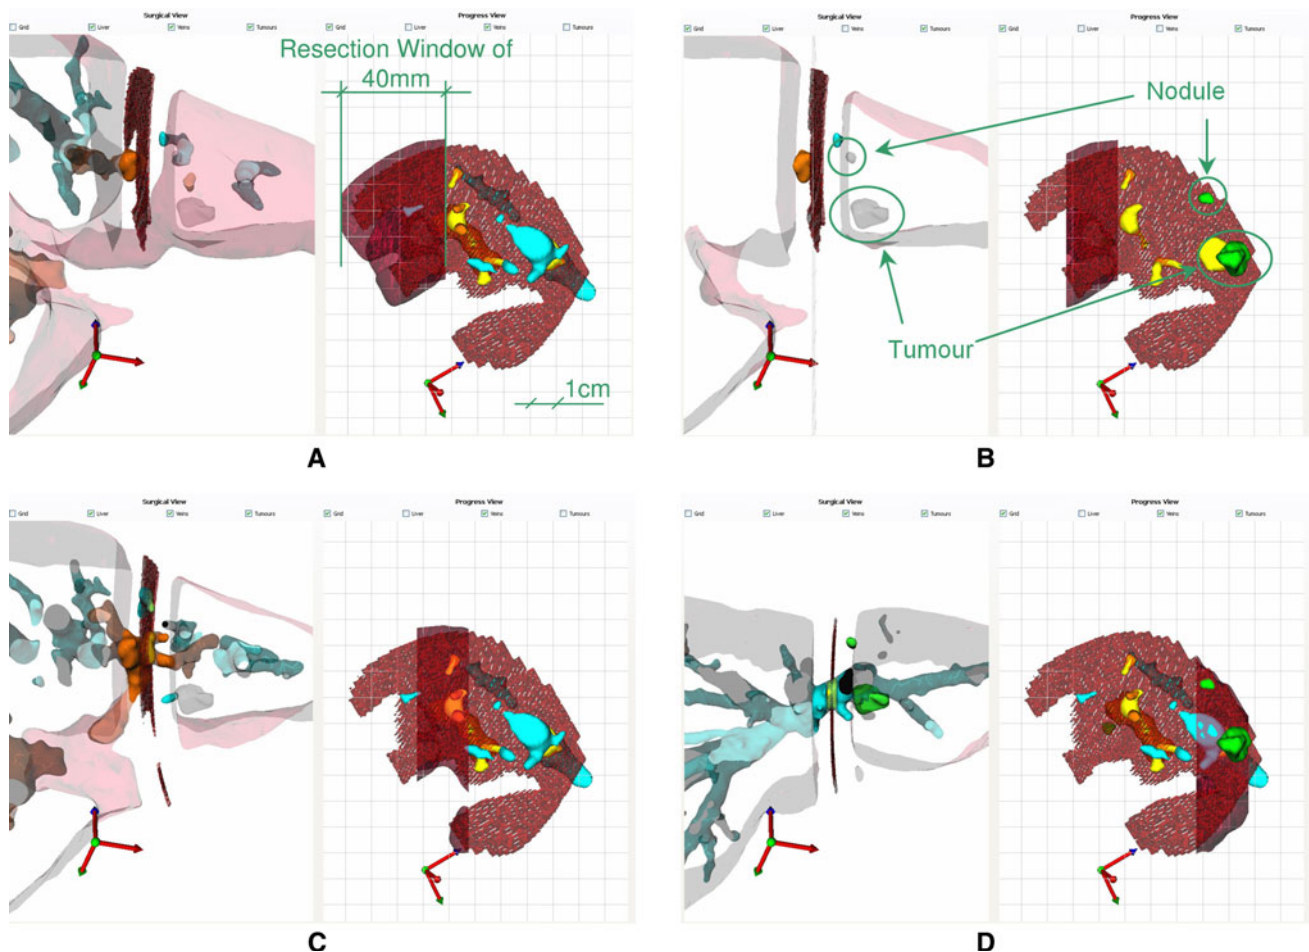 Surgical View
Progress View
Grid
Liver
Veins
Tumours
Grid
Liver
Veins
Tumours
Resection Window of
40mm
1cm
A
Surgical View
Progress View
Grid
Liver
Veins
Tumours
Grid
Liver
Veins
Tumours
Nodule
Tumour
B
Surgical View
Progress View
Grid
Liver
Veins
Tumours
Grid
Liver
Veins
Tumours
C
Surgical View
Progress View
Grid
Liver
Veins
Tumours
Grid
Liver
Veins
Tumours
D